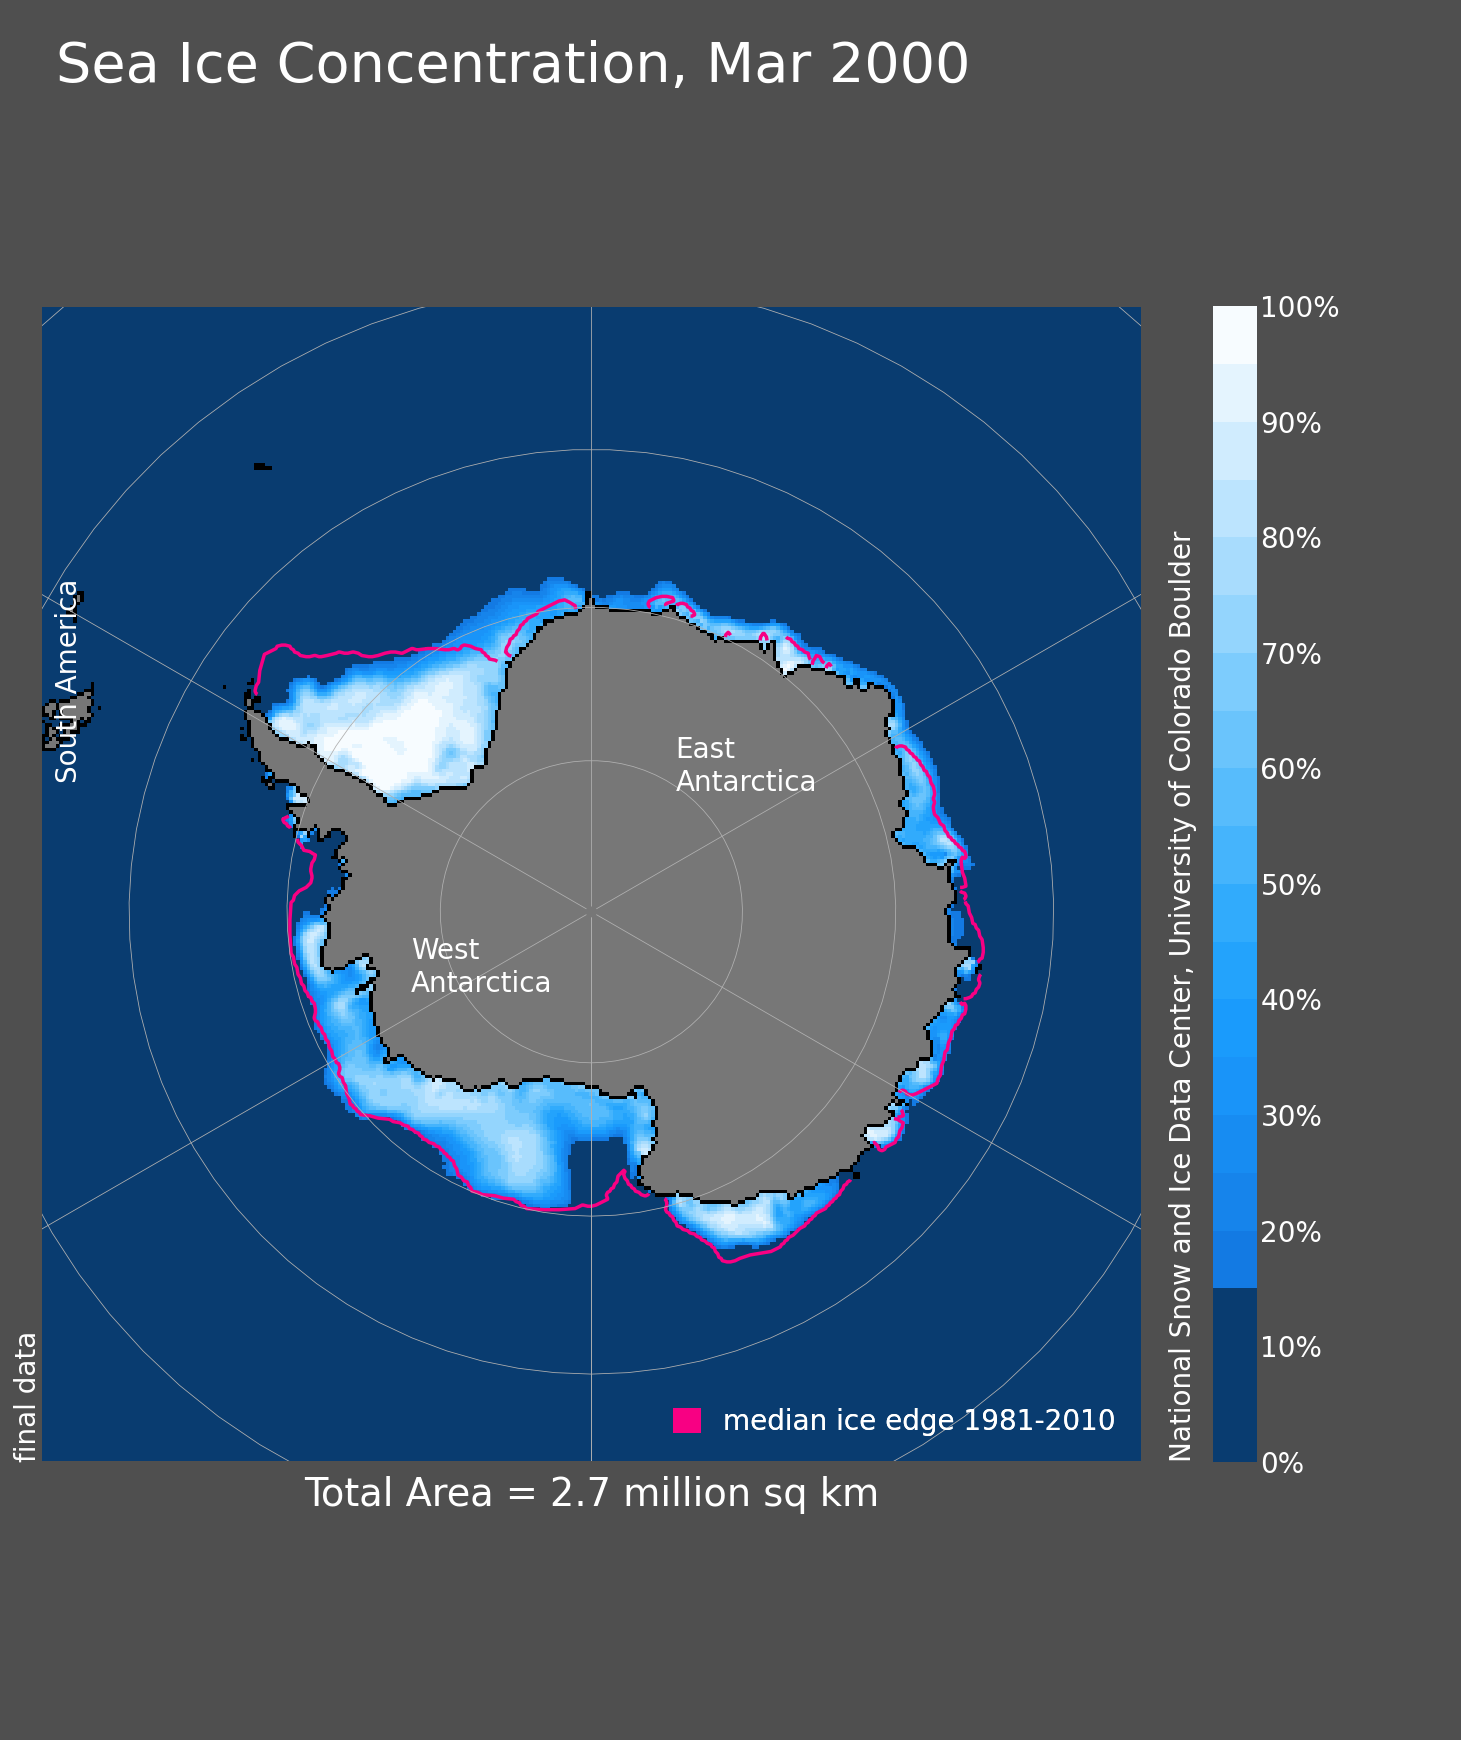 Sea Ice Concentration, Mar 2000
South America
East
Antarctica
West
Antarctica
median ice edge 1981-2010
final data
Total Area = 2.7 million sq km
National Snow and Ice Data Center, University of Colorado Boulder
100%
90%
80%
70%
60%
50%
40%
30%
20%
10%
0%